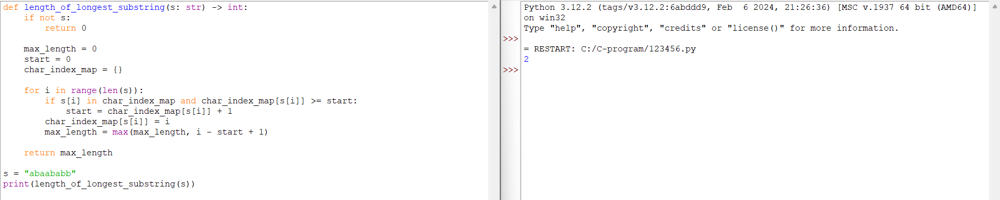 def length_of_longest_substring(s: str) -> int:
    if not s:
        return 0

    max_length = 0
    start = 0
    char_index_map = {}

    for i in range(len(s)):
        if s[i] in char_index_map and char_index_map[s[i]] >= start:
            start = char_index_map[s[i]] + 1
        char_index_map[s[i]] = i
        max_length = max(max_length, i - start + 1)

    return max_length

s = "abaababb"
print(length_of_longest_substring(s))
Python 3.12.2 (tags/v3.12.2:6abddd9, Feb  6 2024, 21:26:36) [MSC v.1937 64 bit (AMD64)]
on win32
Type "help", "copyright", "credits" or "license()" for more information.
>>>
= RESTART: C:/C-program/123456.py
2
>>>